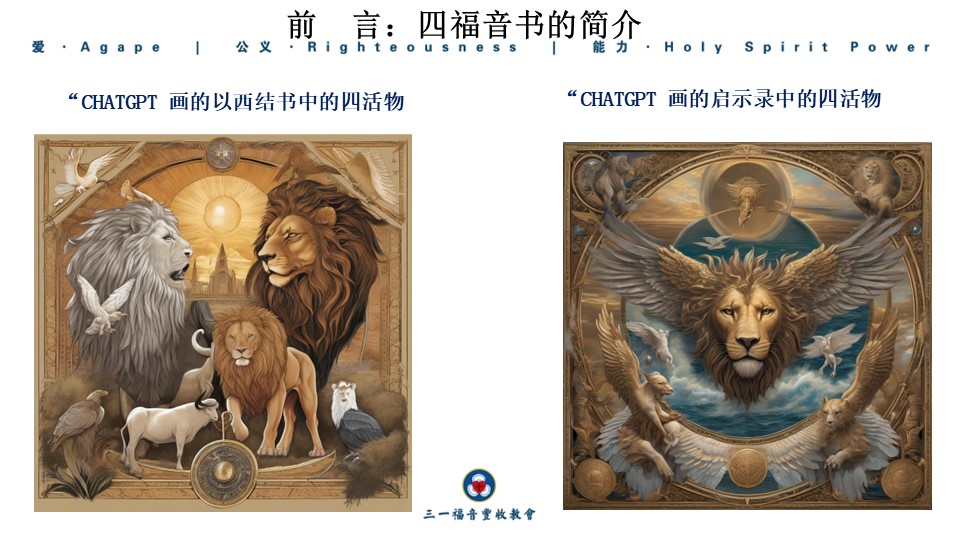 前　言：四福音书的简介
爱 · Agape | 公义 · Righteousness | 能力 · Holy Spirit Power
“CHATGPT 画的以西结书中的四活物
“CHATGPT 画的启示录中的四活物
三一福音豐收教會